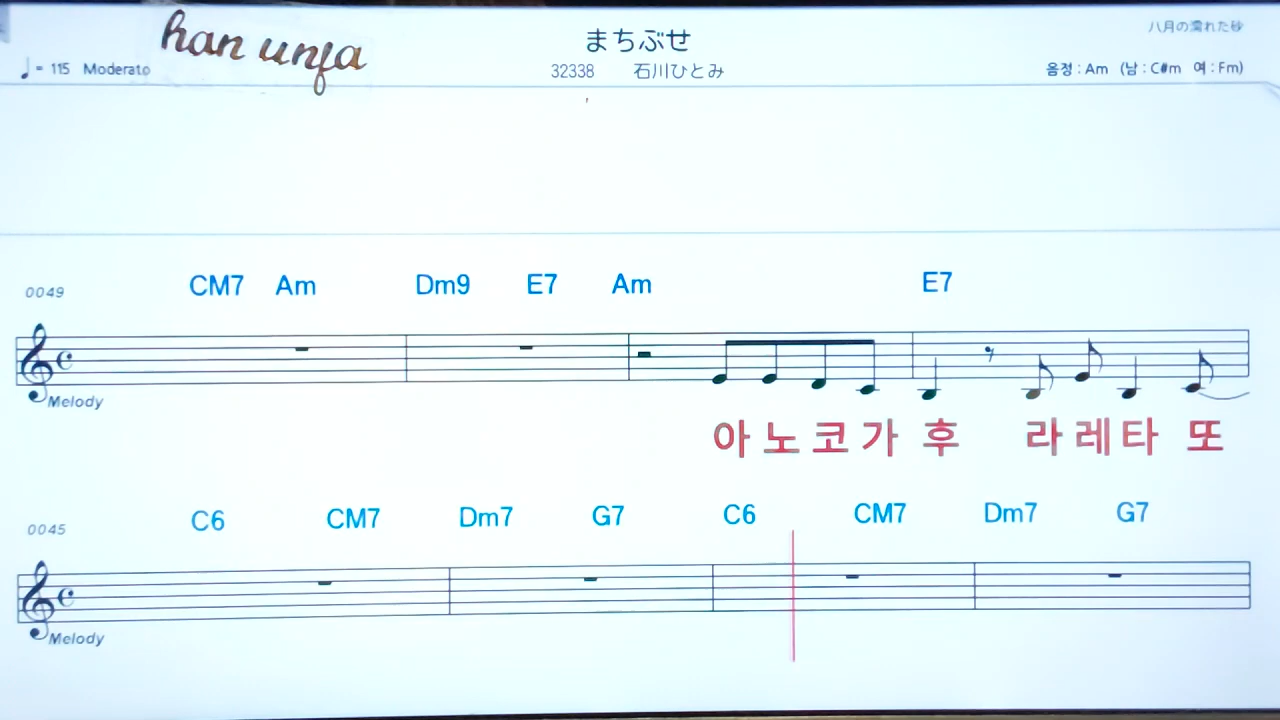 han unfa
まちぶせ
八月の濡れた砂
♩= 115 Moderato
32338 石川ひとみ
음정 : Am (남 : C#m 여 : Fm)
0049 CM7 Am Dm9 E7 Am E7
Melody
아 노 코 가 후 라 레 타 또
0045 C6 CM7 Dm7 G7 C6 CM7 Dm7 G7
Melody